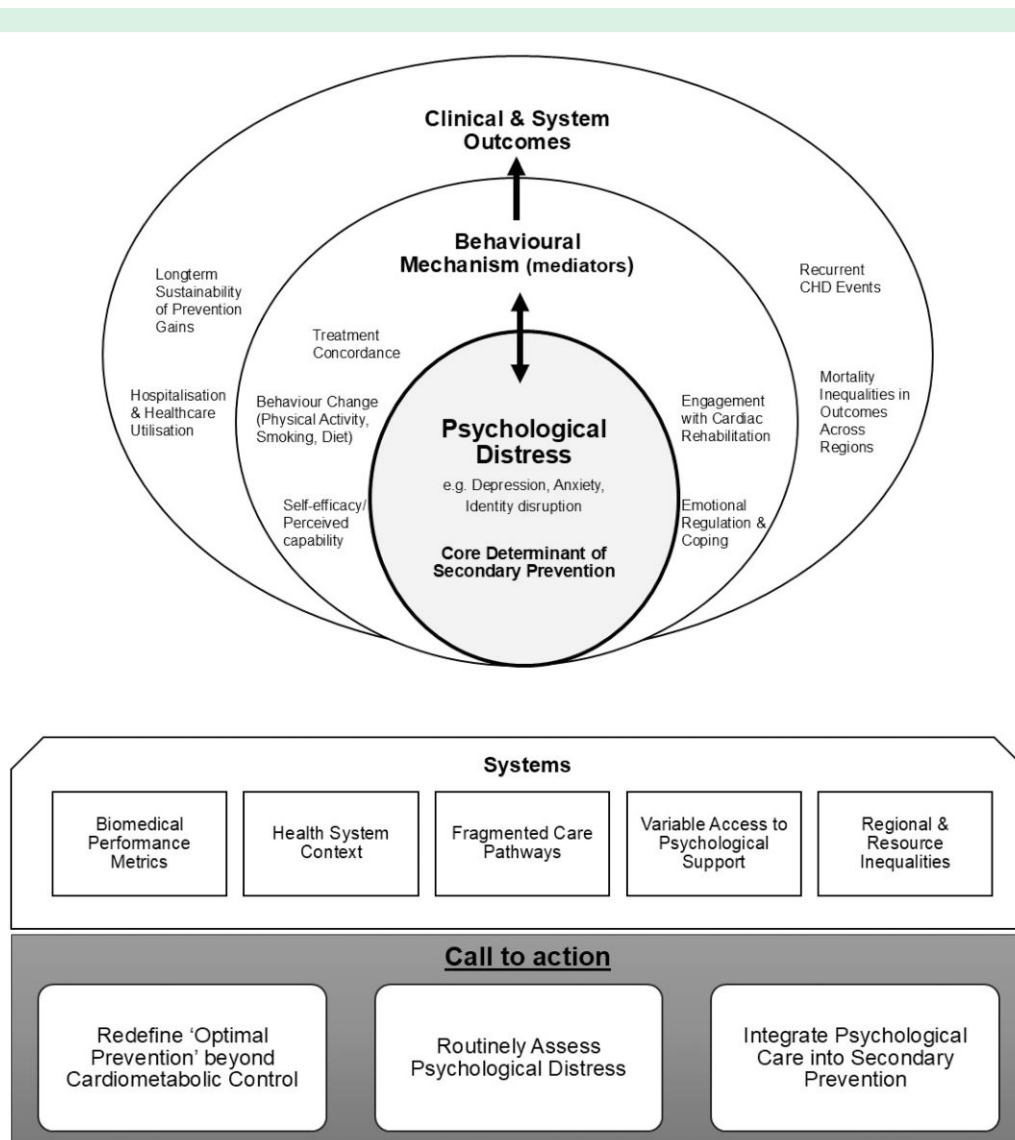 Clinical & System
Outcomes
Behavioural
Mechanism (mediators)
Longterm
Sustainability
of Prevention
Gains
Recurrent
CHD Events
Treatment
Concordance
Hospitalisation
& Healthcare
Utilisation
Behaviour Change
(Physical Activity,
Smoking, Diet)
Engagement
with Cardiac
Rehabilitation
Mortality
Inequalities in
Outcomes
Across
Regions
Psychological
Distress
e.g. Depression, Anxiety,
Identity disruption
Self-efficacy/
Perceived
capability
Emotional
Regulation &
Coping
Core Determinant of
Secondary Prevention
Systems
Biomedical
Performance
Metrics
Health System
Context
Fragmented Care
Pathways
Variable Access to
Psychological
Support
Regional &
Resource
Inequalities
Call to action
Redefine ‘Optimal
Prevention’ beyond
Cardiometabolic Control
Routinely Assess
Psychological Distress
Integrate Psychological
Care into Secondary
Prevention